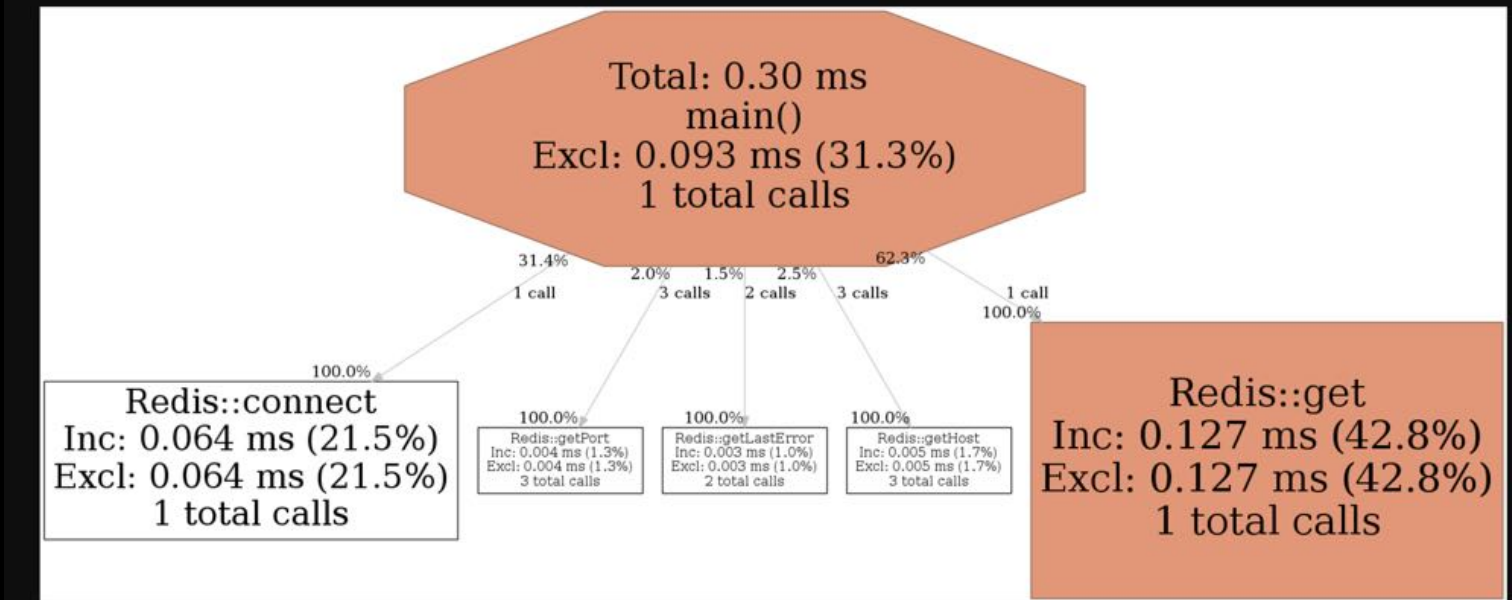 Total: 0.30 ms
main()
Excl: 0.093 ms (31.3%)
1 total calls
31.4%
1 call
2.0%
3 calls
1.5%
2 calls
2.5%
3 calls
62.3%
1 call
100.0%
Redis::connect
Inc: 0.064 ms (21.5%)
Excl: 0.064 ms (21.5%)
1 total calls
100.0%
Redis::getPort
Inc: 0.004 ms (1.3%)
Excl: 0.004 ms (1.3%)
3 total calls
100.0%
Redis::getLastError
Inc: 0.003 ms (1.0%)
Excl: 0.003 ms (1.0%)
2 total calls
100.0%
Redis::getHost
Inc: 0.005 ms (1.7%)
Excl: 0.005 ms (1.7%)
3 total calls
100.0%
Redis::get
Inc: 0.127 ms (42.8%)
Excl: 0.127 ms (42.8%)
1 total calls